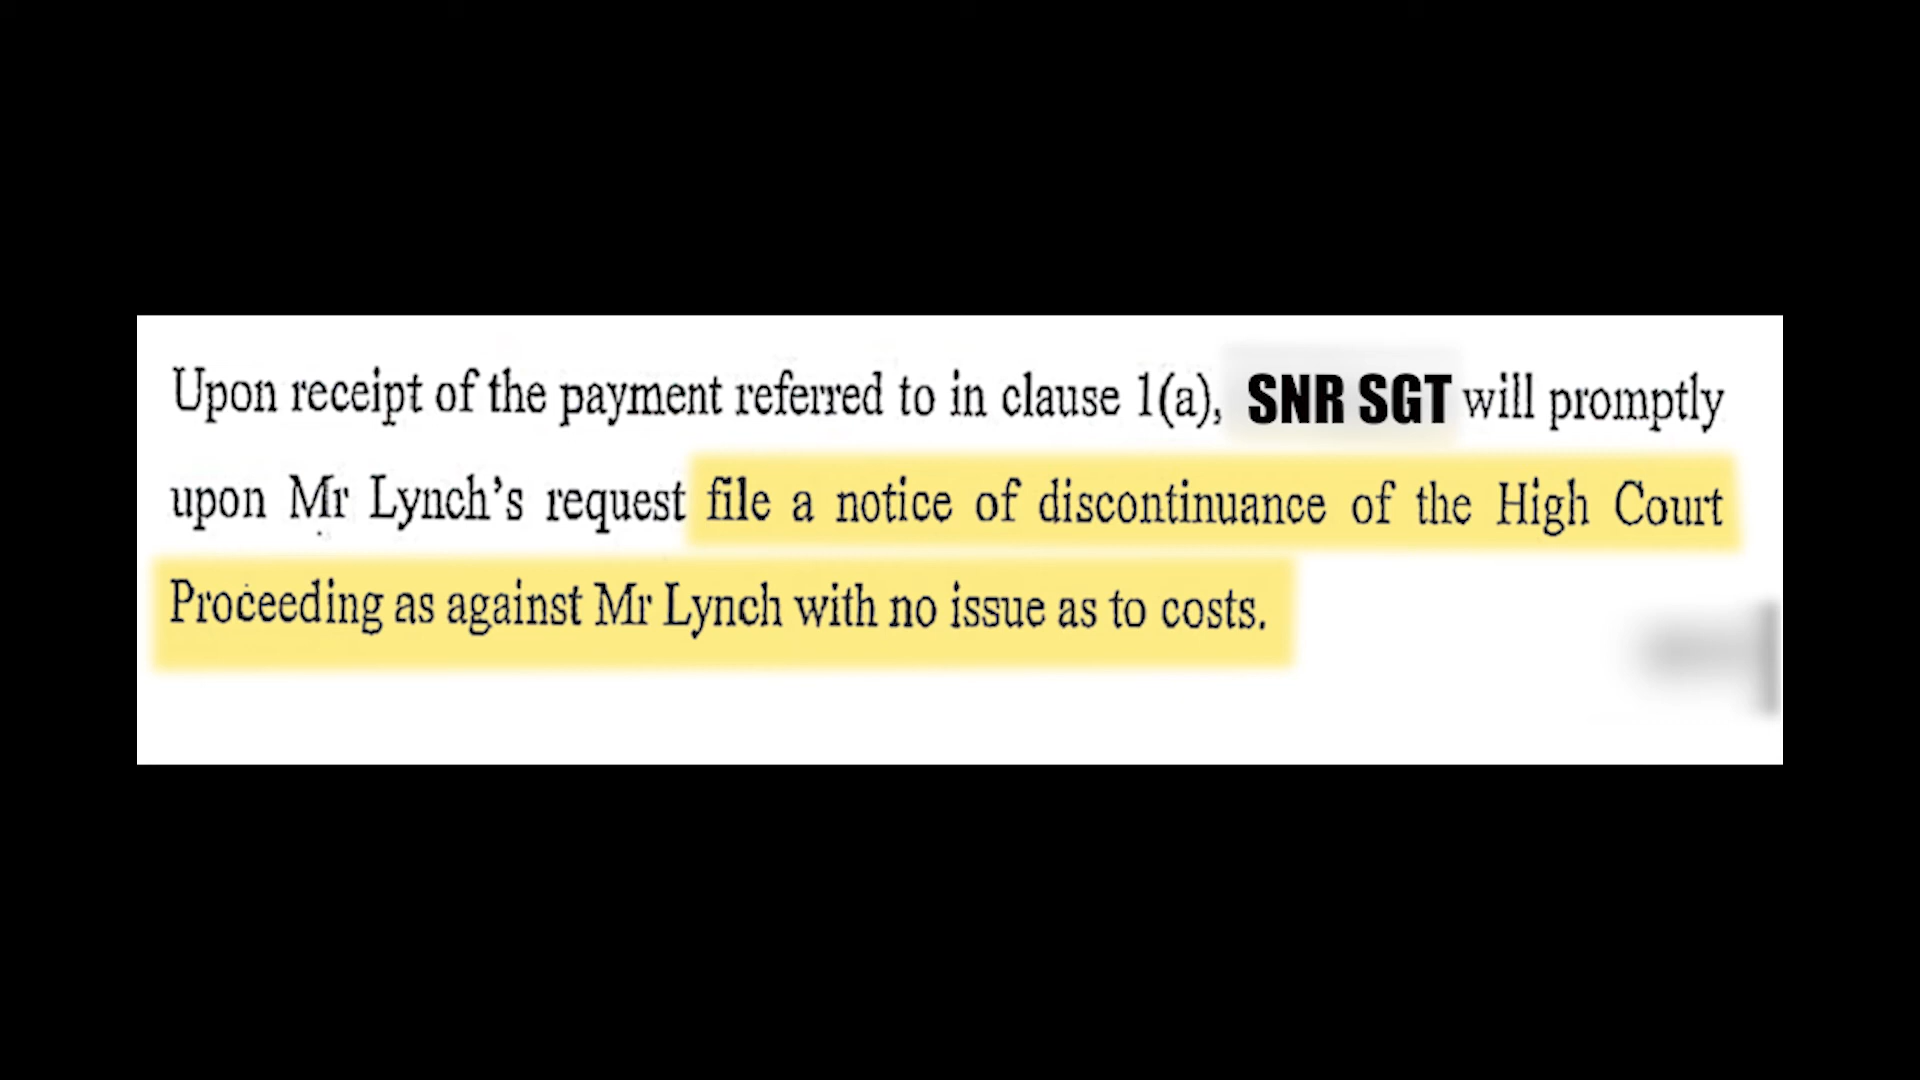 Upon receipt of the payment referred to in clause 1(a), SNR SGT will promptly
upon Mr Lynch's request file a notice of discontinuance of the High Court
Proceeding as against Mr Lynch with no issue as to costs.